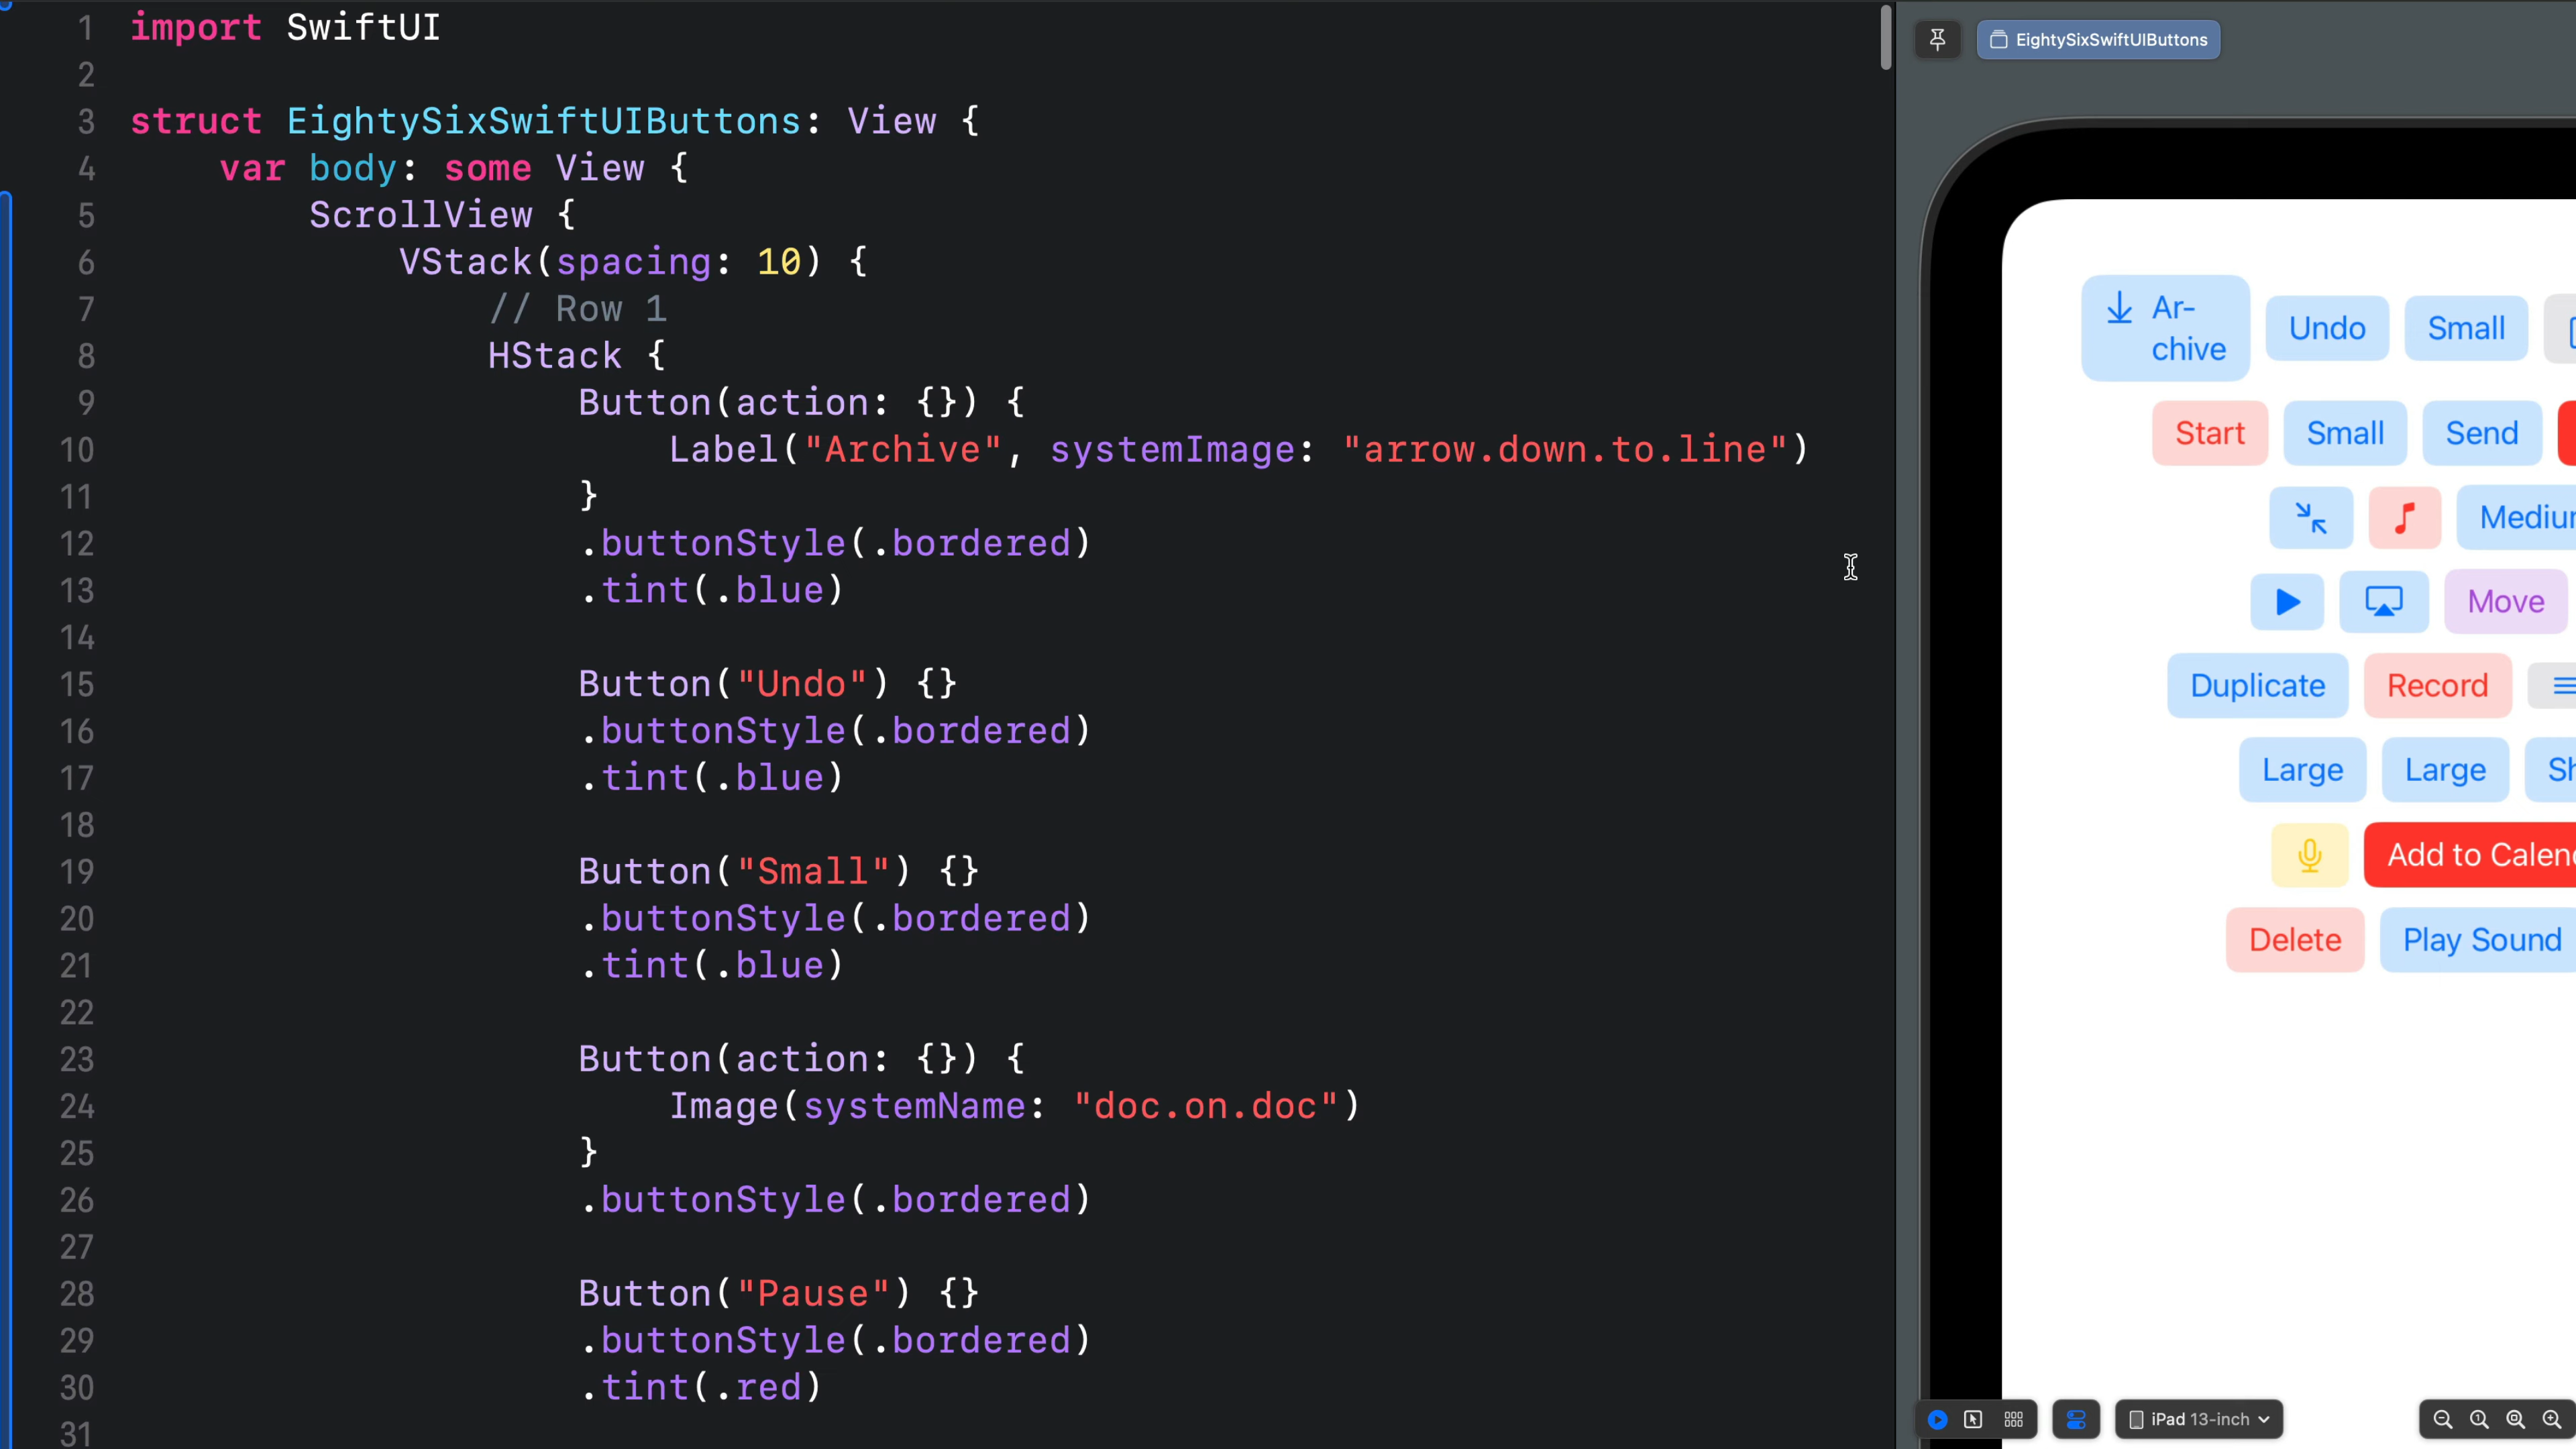 1 import SwiftUI
2
3 struct EightySixSwiftUIButtons: View {
4 var body: some View {
5 ScrollView {
6 VStack(spacing: 10) {
7 // Row 1
8 HStack {
9 Button(action: {}) {
10 Label("Archive", systemImage: "arrow.down.to.line")
11 }
12 .buttonStyle(.bordered)
13 .tint(.blue)
14
15 Button("Undo") {}
16 .buttonStyle(.bordered)
17 .tint(.blue)
18
19 Button("Small") {}
20 .buttonStyle(.bordered)
21 .tint(.blue)
22
23 Button(action: {}) {
24 Image(systemName: "doc.on.doc")
25 }
26 .buttonStyle(.bordered)
27
28 Button("Pause") {}
29 .buttonStyle(.bordered)
30 .tint(.red)
31
EightySixSwiftUIButtons
Ar-
chive
Undo Small
Start Small Send
Move
Duplicate Record
Large Large
Add to
Delete Play Sound
iPad 13-inch